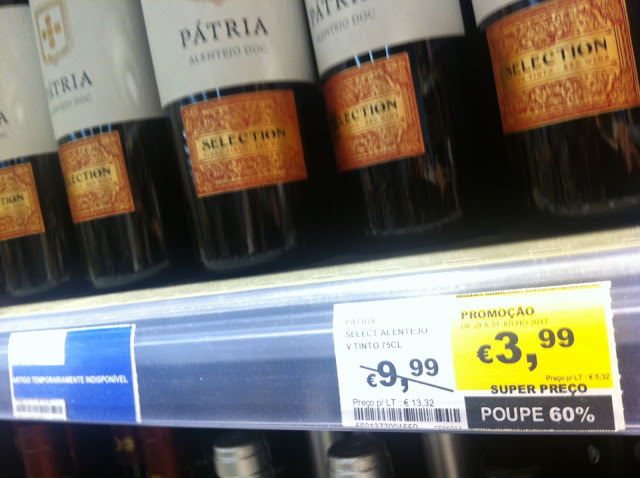 PÁTRIA
ALENTEJO DOC
PÁTRIA
ALENTEJO DOC
PÁTRIA
ALENTEJO DOC
SELECTION
SELECTION
SELECTION
SELECTION
ARTIGO TEMPORARIAMENTE INDISPONÍVEL
PÁTRIA
SELECT ALENTEJO
V.TINTO 75CL
€9,99
Preço p/ LT : € 13,32
PROMOÇÃO
€3,99
Preço p/ LT : € 5,32
SUPER PREÇO
POUPE 60%